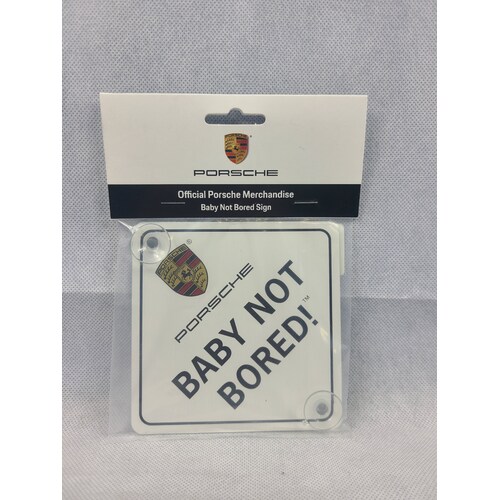 PORSCHE
Official Porsche Merchandise
Baby Not Bored Sign
PORSCHE
BABY NOT
BORED!™